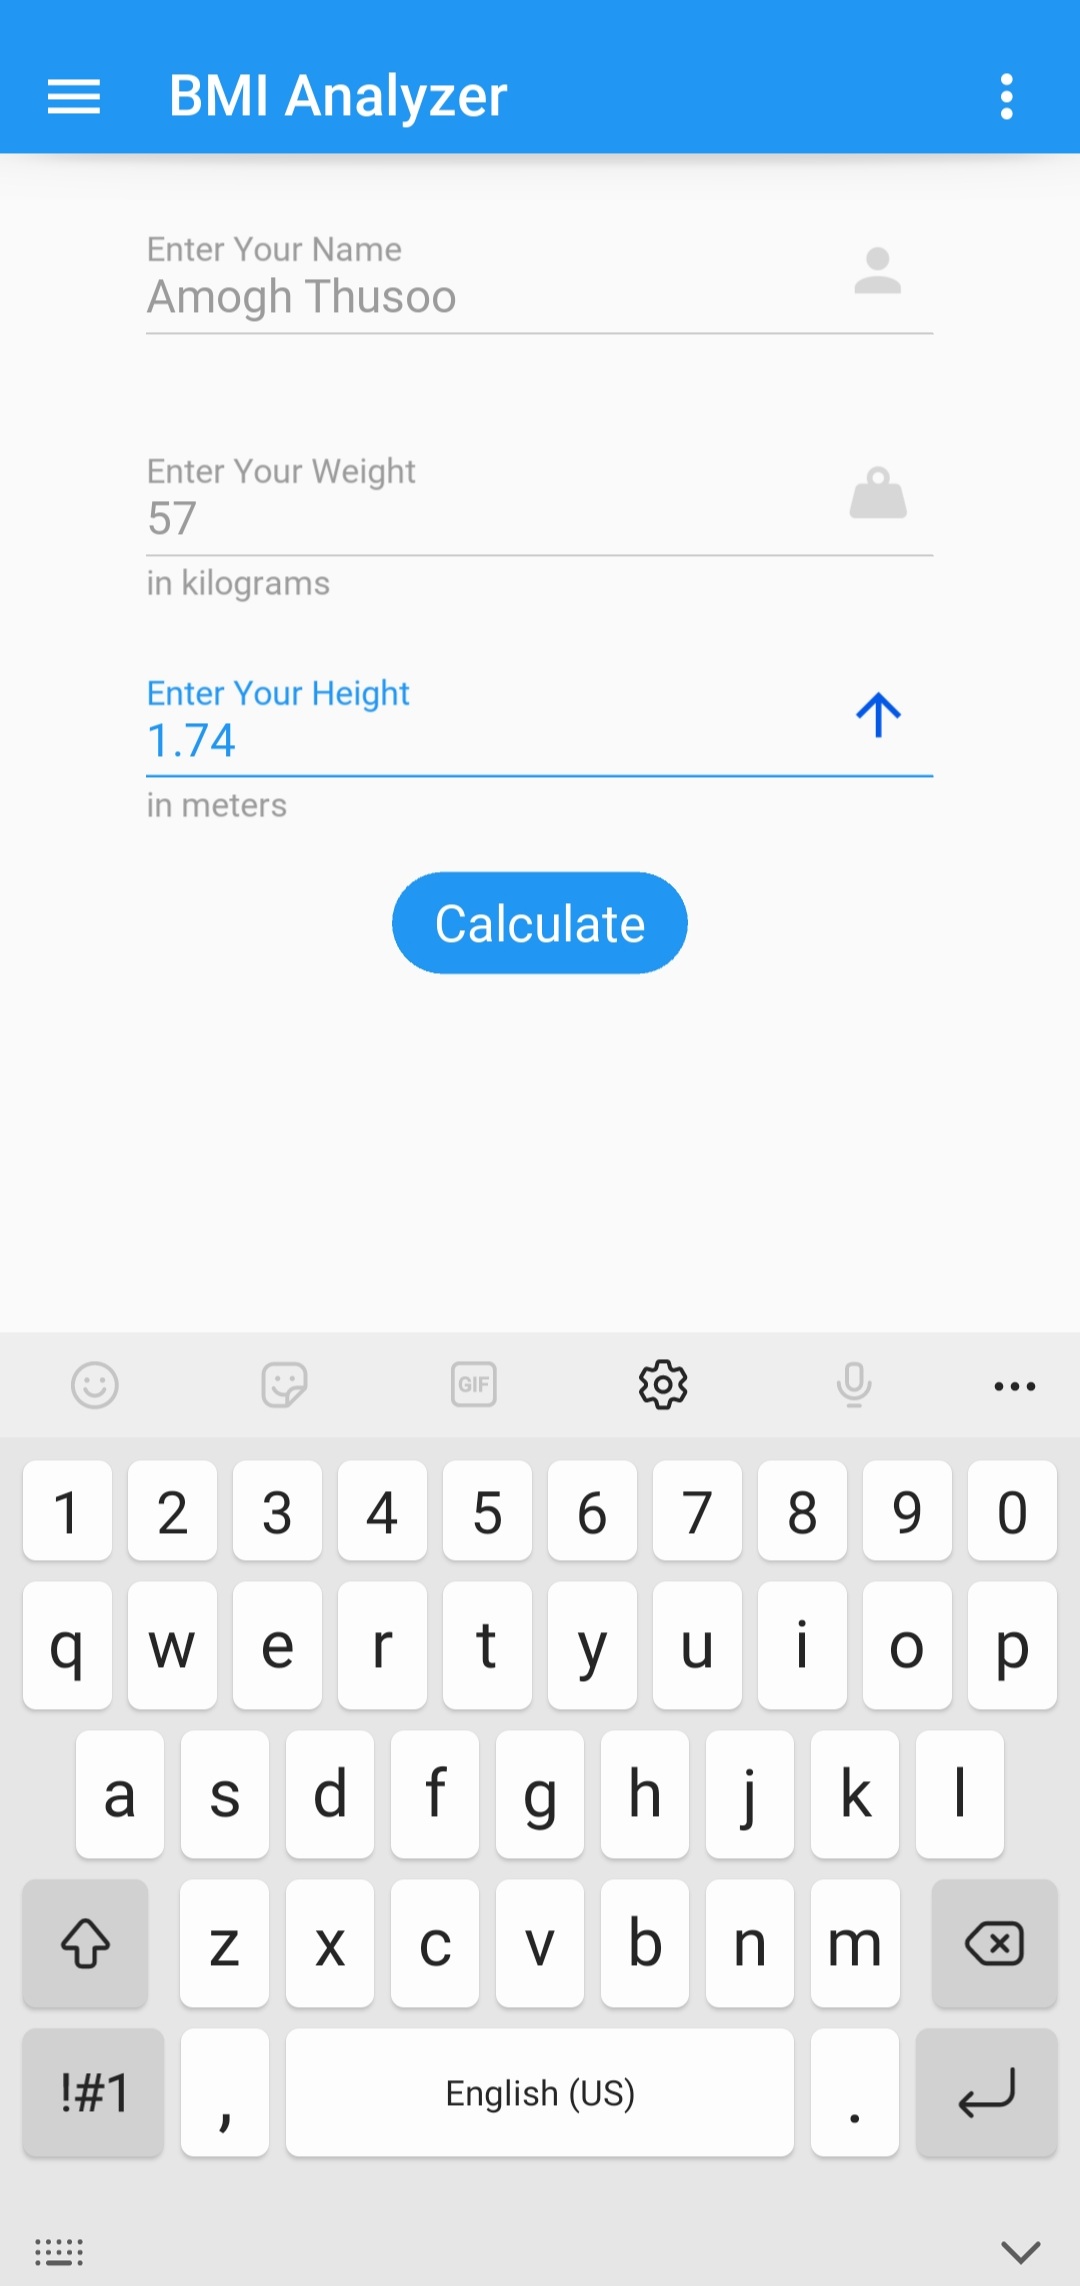 BMI Analyzer
Enter Your Name
Amogh Thusoo
Enter Your Weight
57
in kilograms
Enter Your Height
1.74
in meters
Calculate
GIF
1 2 3 4 5 6 7 8 9 0
q w e r t y u i o p
a s d f g h j k l
z x c v b n m
!#1 , English (US) .